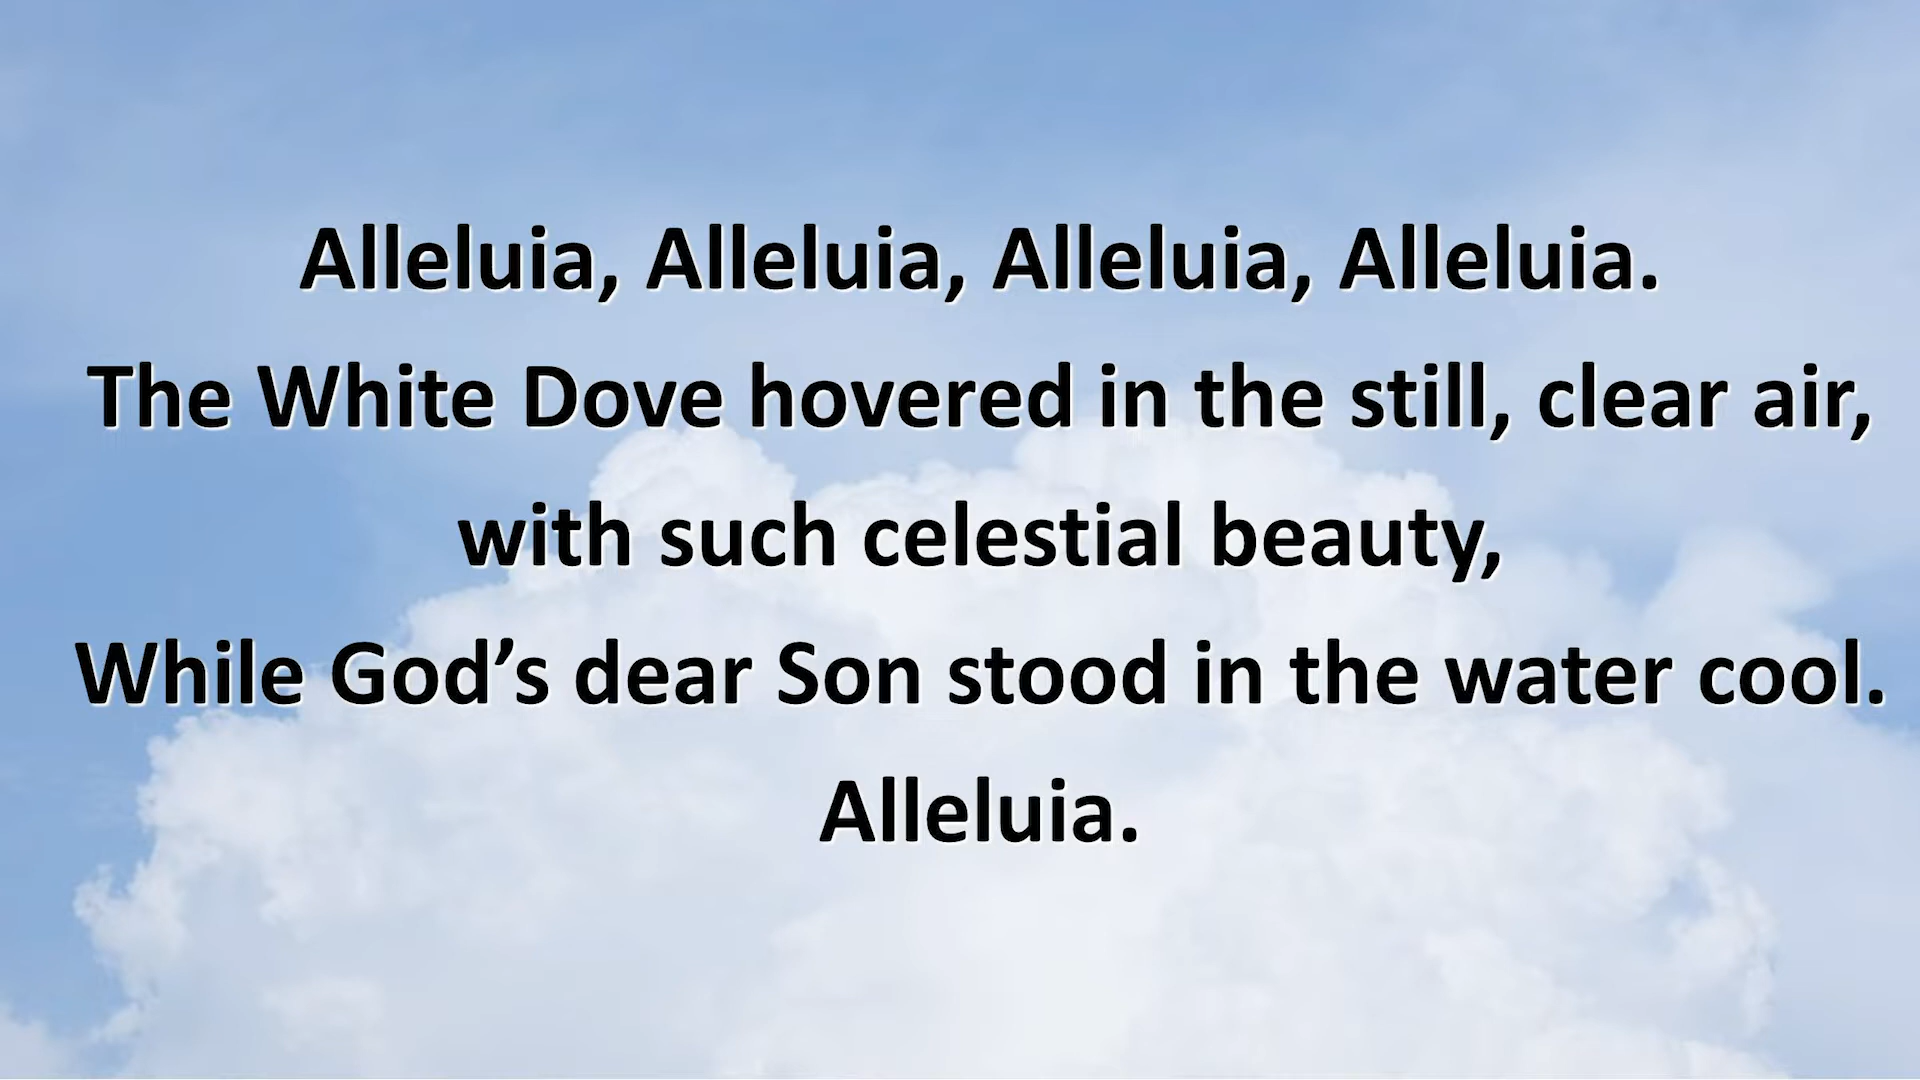 Alleluia, Alleluia, Alleluia, Alleluia.
The White Dove hovered in the still, clear air,
with such celestial beauty,
While God’s dear Son stood in the water cool.
Alleluia.